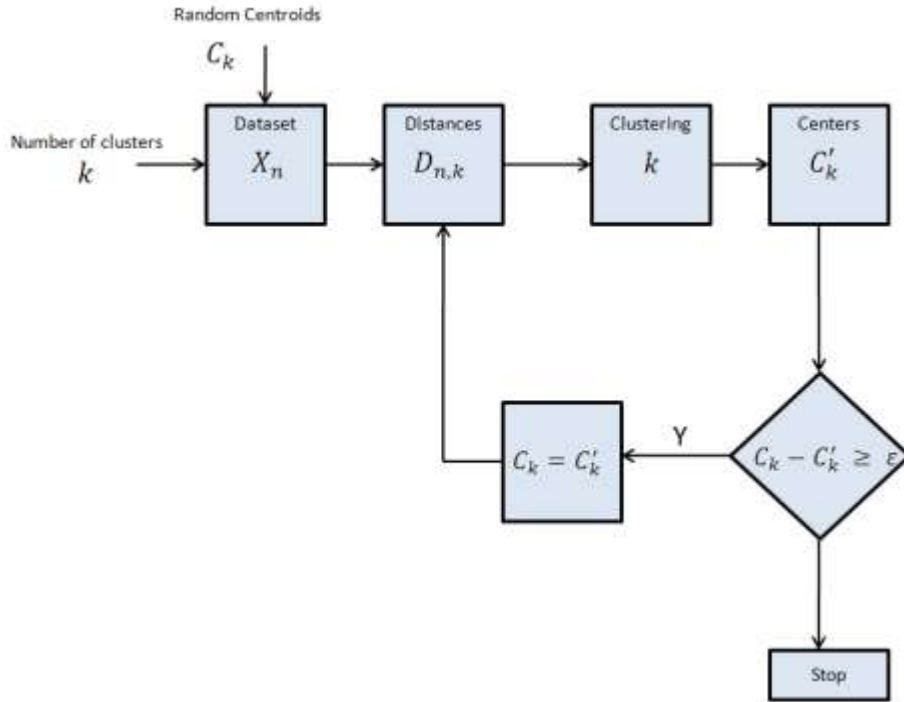 Random Centroids
C_k
Number of clusters
k
Dataset
X_n
Distances
D_{n,k}
Clustering
k
Centers
C'_k
C_k − C'_k ≥ ε
Y
C_k = C'_k
Stop